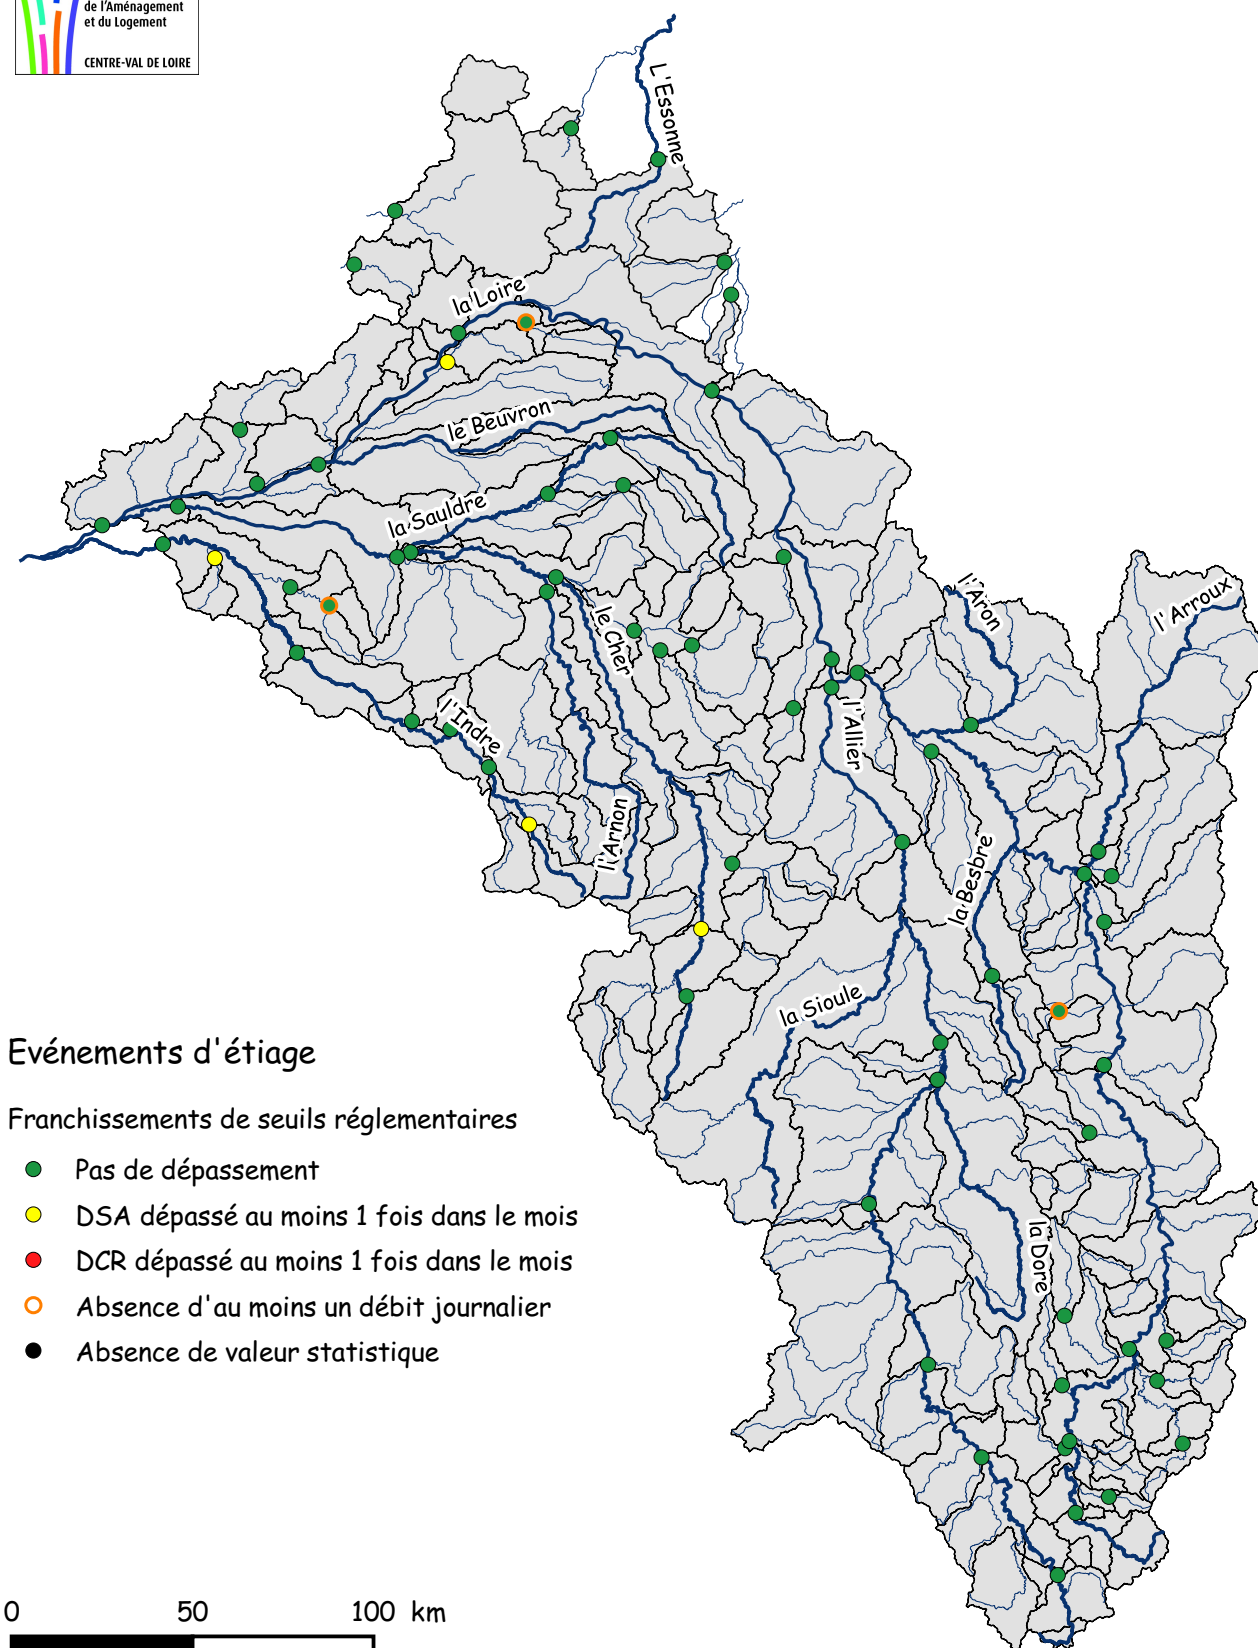 de l'Aménagement
et du Logement
CENTRE-VAL DE LOIRE
L'Essonne
la Loire
le Beuvron
la Sauldre
le Cher
l'Aron
l'Arroux
l'Indre
l'Allier
l'Arnon
la Besbre
la Sioule
la Dore
Evénements d'étiage
Franchissements de seuils réglementaires
Pas de dépassement
DSA dépassé au moins 1 fois dans le mois
DCR dépassé au moins 1 fois dans le mois
Absence d'au moins un débit journalier
Absence de valeur statistique
0 50 100 km